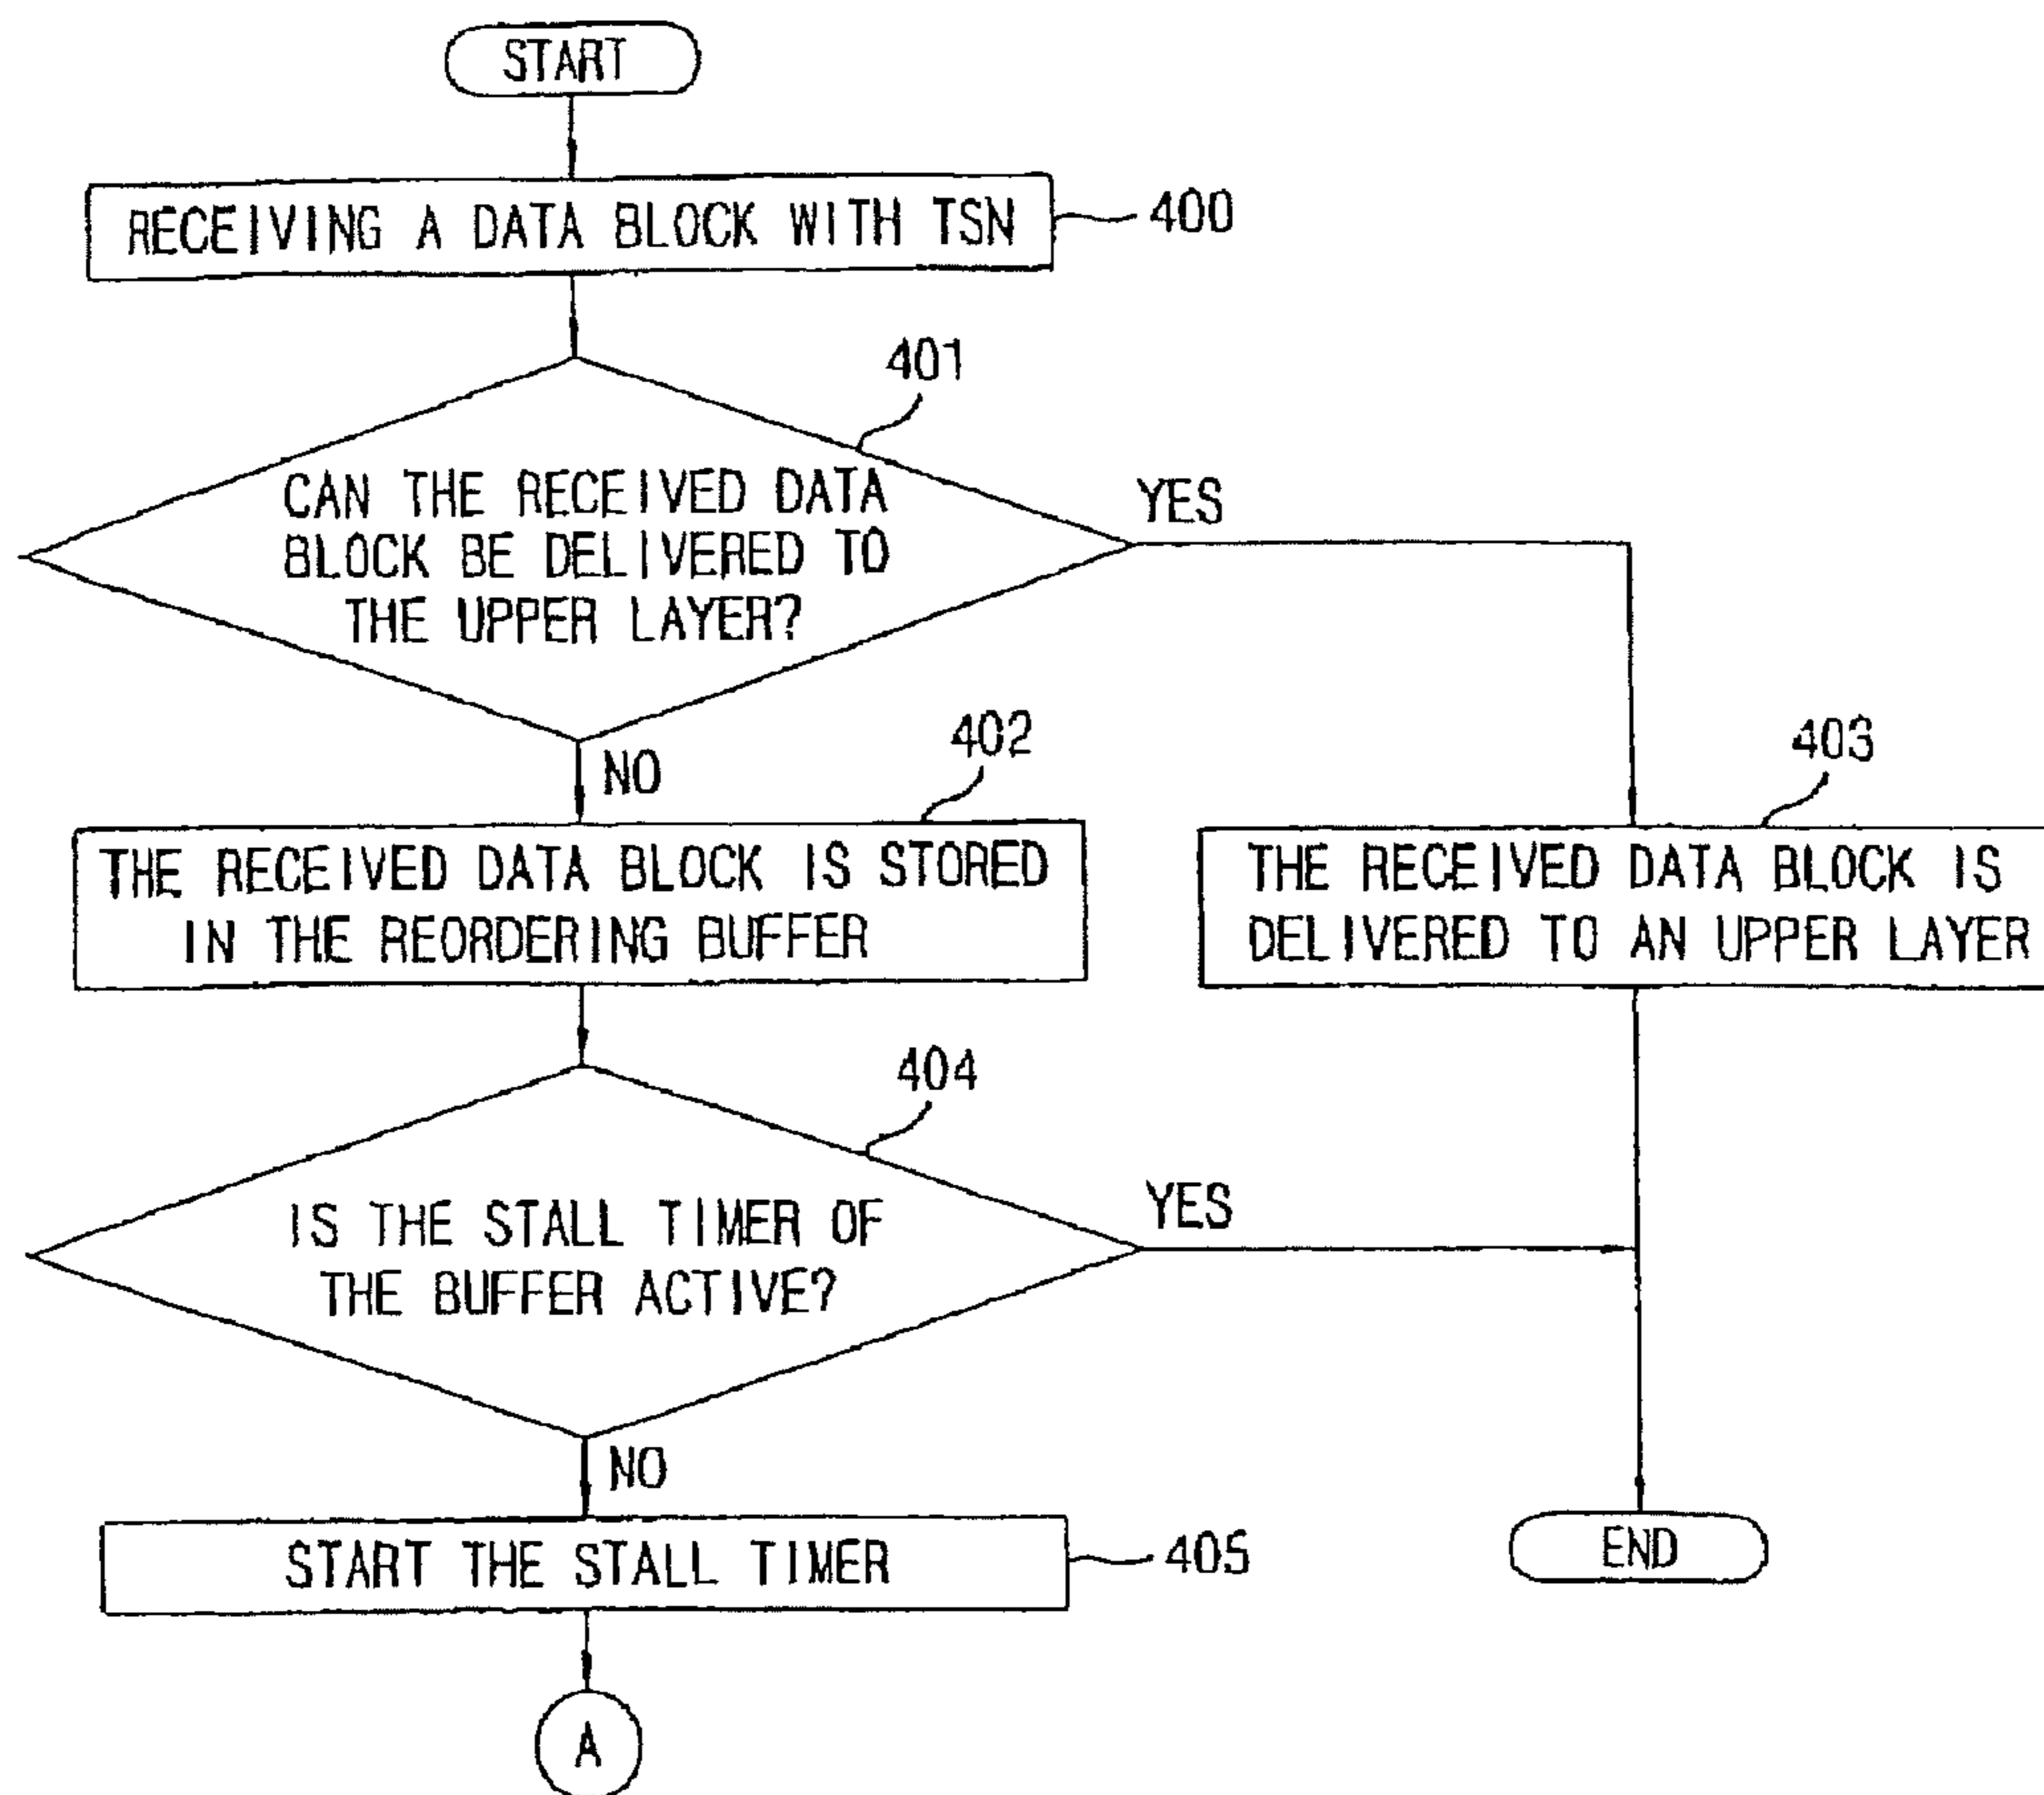 START
RECEIVING A DATA BLOCK WITH TSN
400
401
CAN THE RECEIVED DATA
BLOCK BE DELIVERED TO
THE UPPER LAYER?
YES
NO
402
403
THE RECEIVED DATA BLOCK IS STORED
IN THE REORDERING BUFFER
THE RECEIVED DATA BLOCK IS
DELIVERED TO AN UPPER LAYER
404
IS THE STALL TIMER OF
THE BUFFER ACTIVE?
YES
NO
START THE STALL TIMER
405
END
A